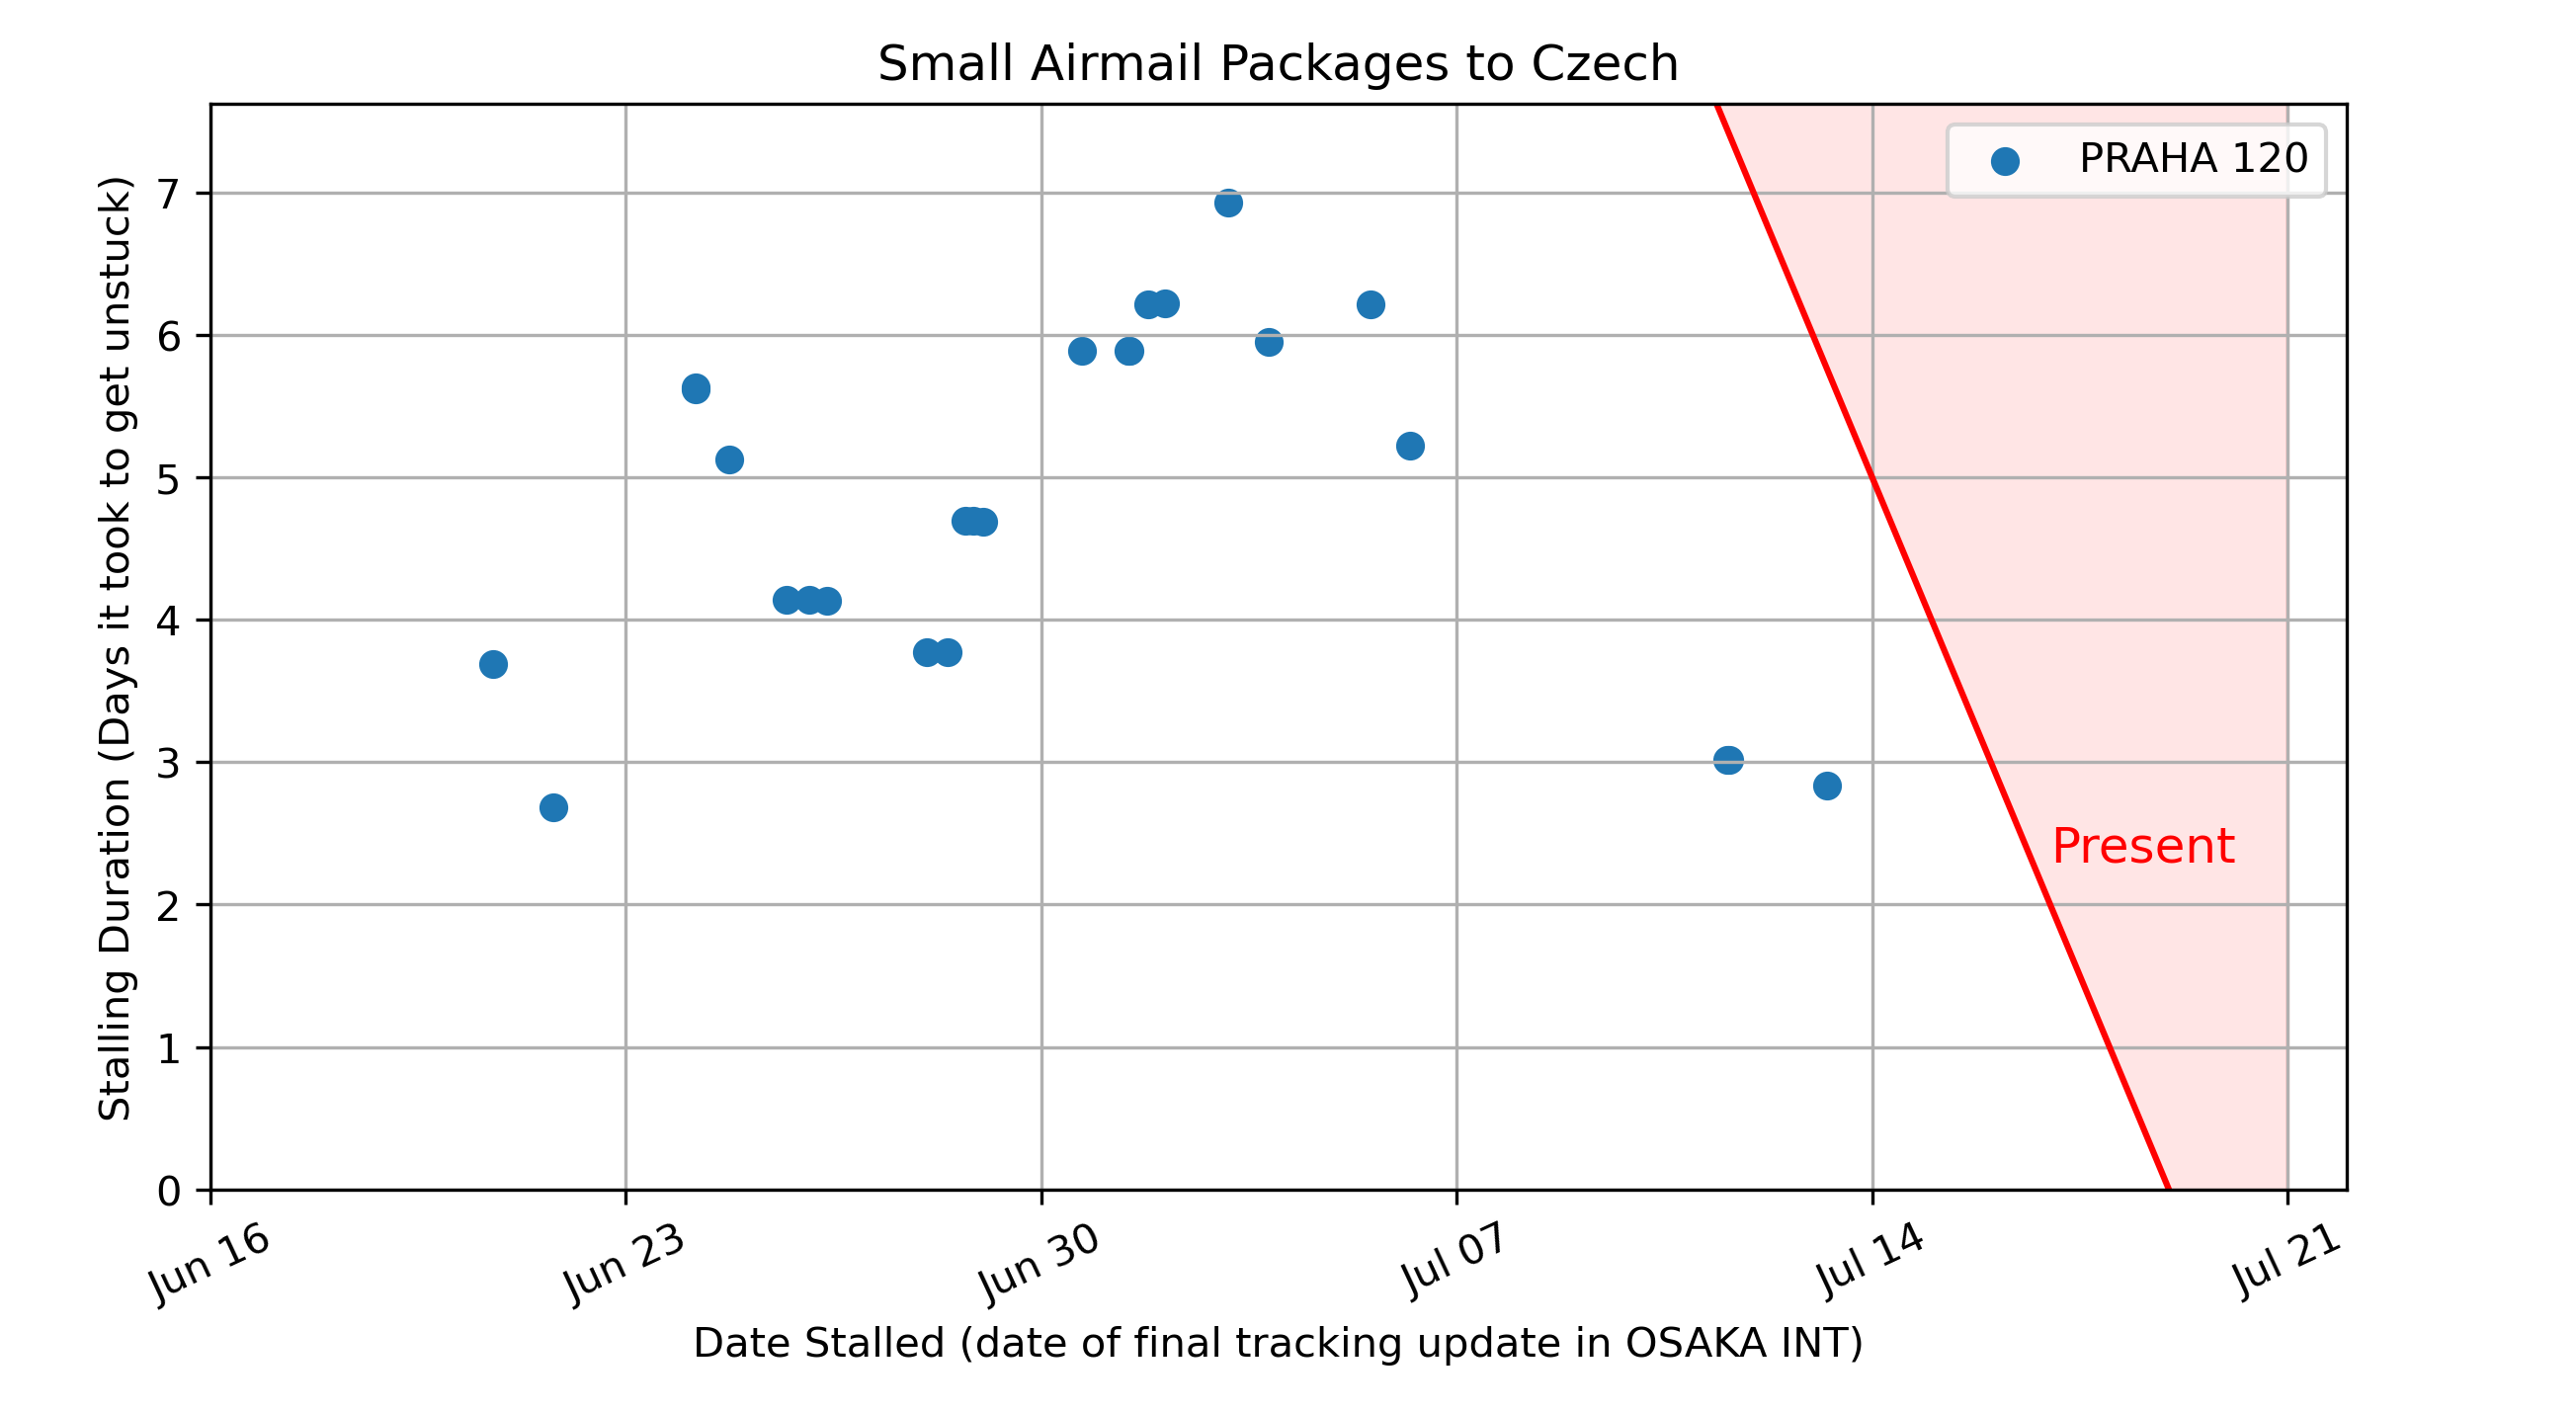 Small Airmail Packages to Czech
PRAHA 120
Stalling Duration (Days it took to get unstuck)
7
6
5
4
3
2
1
0
Present
Jun 16
Jun 23
Jun 30
Jul 07
Jul 14
Jul 21
Date Stalled (date of final tracking update in OSAKA INT)